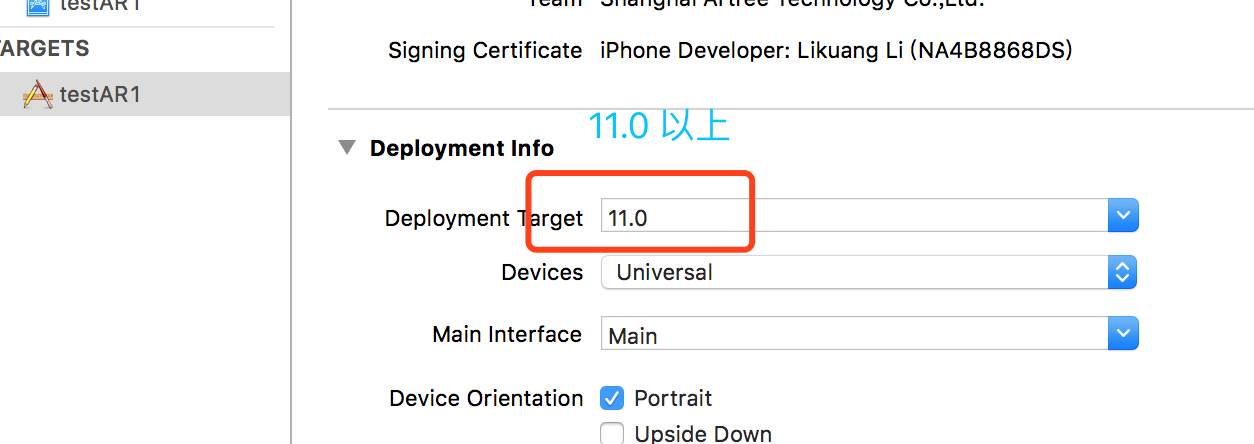 testAR1
Team Shanghai Artree Technology Co.,Ltd.
TARGETS
Signing Certificate iPhone Developer: Likuang Li (NA4B8868DS)
testAR1
11.0 以上
Deployment Info
Deployment Target 11.0
Devices Universal
Main Interface Main
Device Orientation Portrait
Upside Down